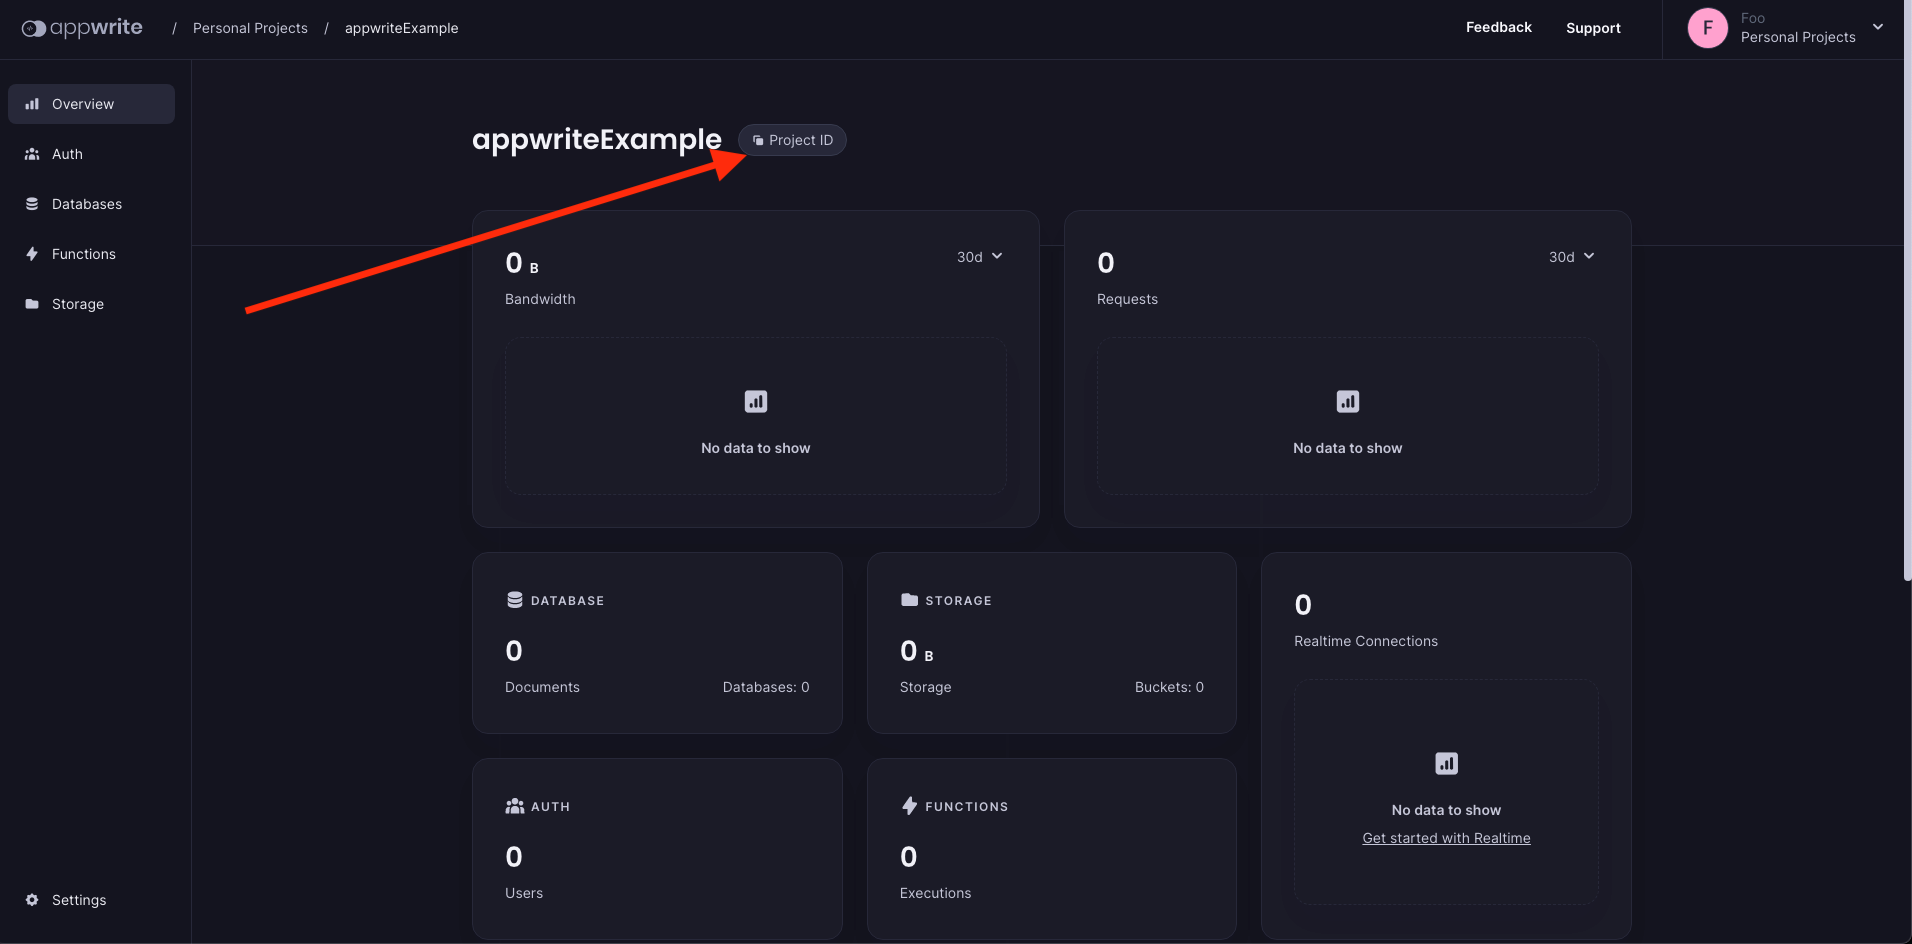 appwrite / Personal Projects / appwriteExample
Feedback Support
F
Foo
Personal Projects
Overview
Auth
Databases
Functions
Storage
Settings
appwriteExample Project ID
0 B 30d
Bandwidth
No data to show
0 30d
Requests
No data to show
DATABASE
0
Documents Databases: 0
STORAGE
0 B
Storage Buckets: 0
0
Realtime Connections
No data to show
Get started with Realtime
AUTH
0
Users
FUNCTIONS
0
Executions